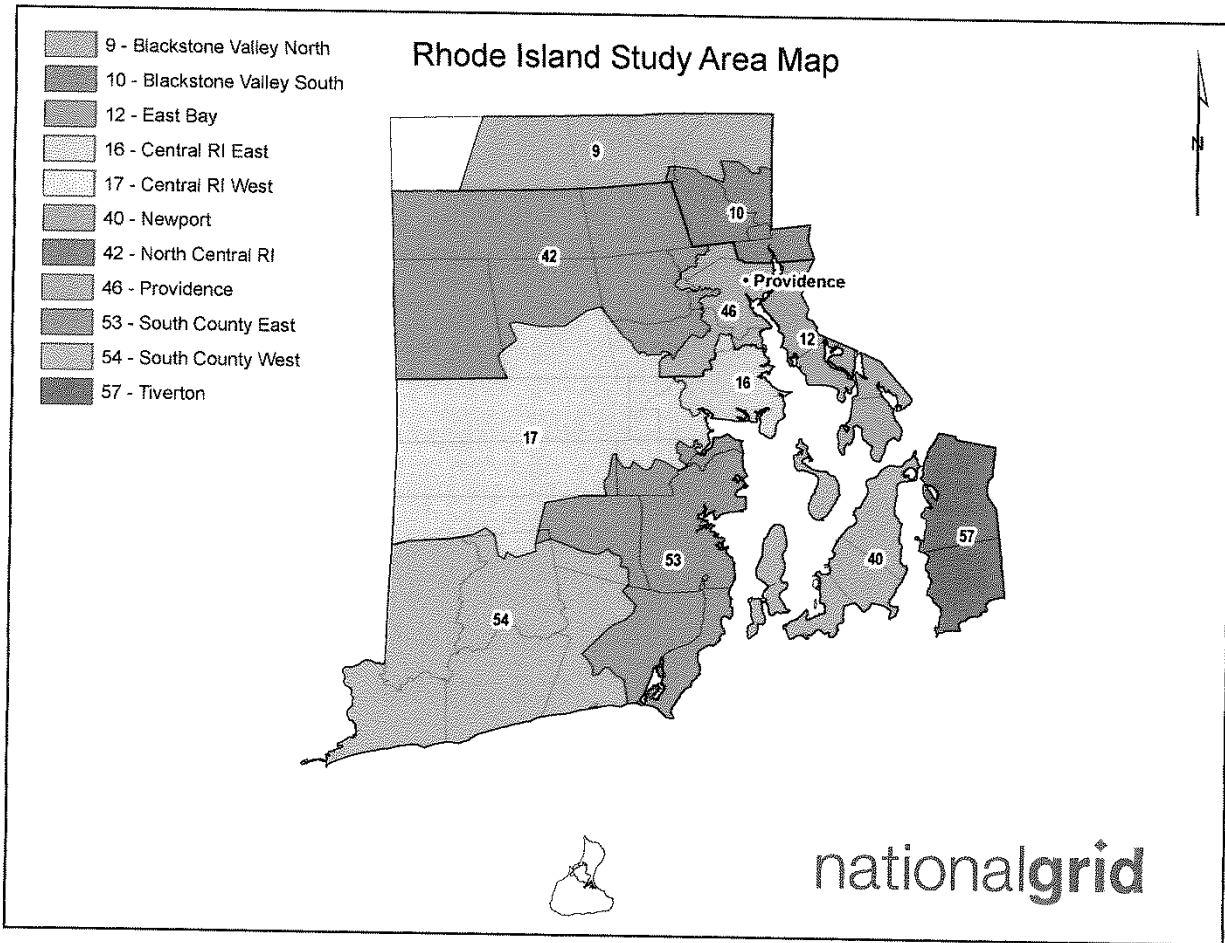 Rhode Island Study Area Map
9 - Blackstone Valley North
10 - Blackstone Valley South
12 - East Bay
16 - Central RI East
17 - Central RI West
40 - Newport
42 - North Central RI
46 - Providence
53 - South County East
54 - South County West
57 - Tiverton
N
9
10
42
• Providence
46
12
16
17
57
53
40
54
nationalgrid